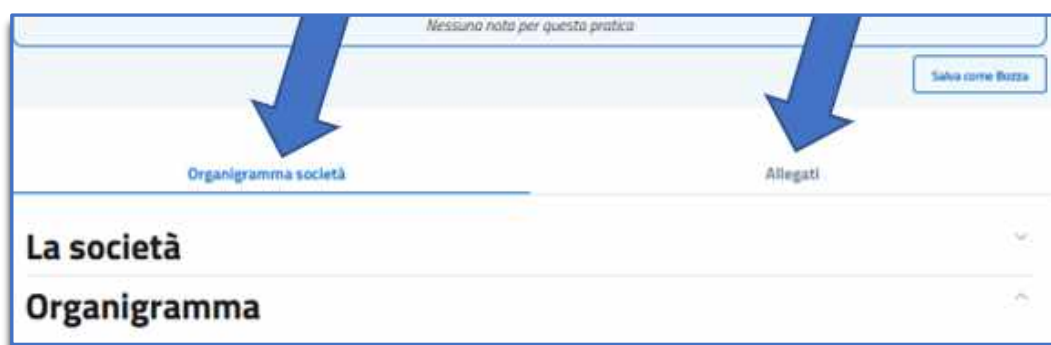 Nessuna nota per questa pratica
Salva come Bozza
Organigramma società
Allegati
La società
Organigramma